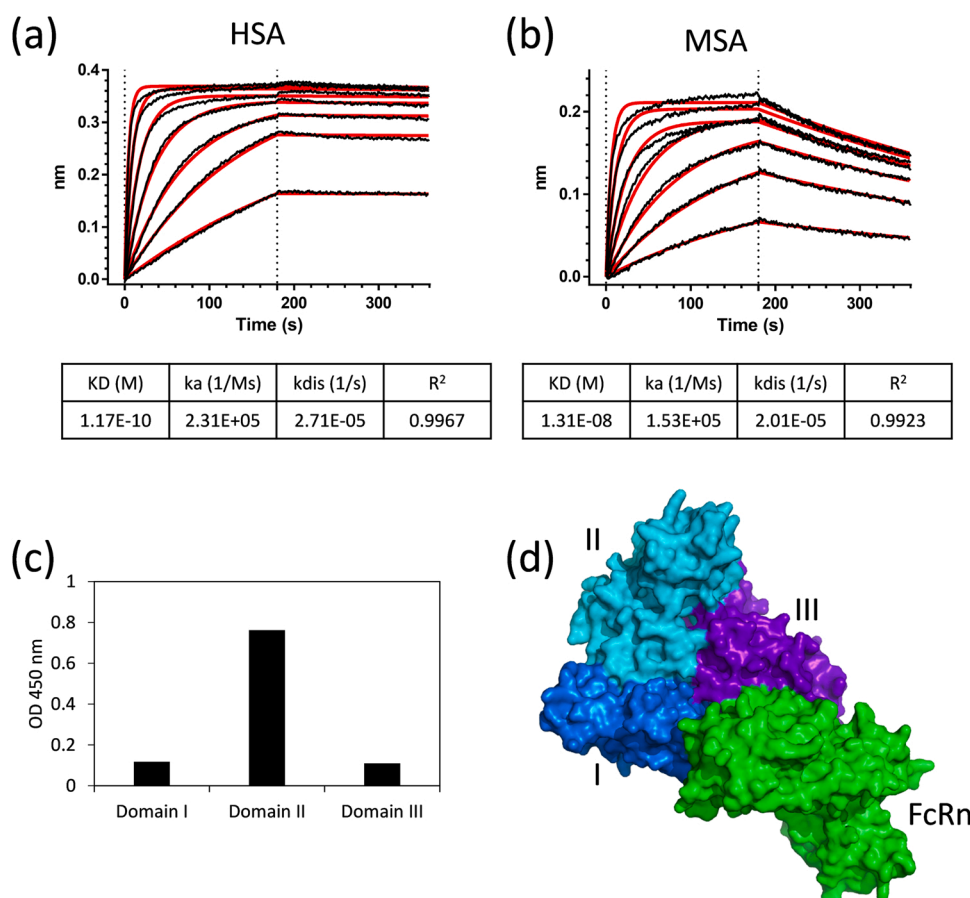 (a)
HSA
0.4
0.3
0.2
0.1
0.0
nm
0 100 200 300
Time (s)
KD (M) ka (1/Ms) kdis (1/s) R²
1.17E-10 2.31E+05 2.71E-05 0.9967
(b)
MSA
0.2
0.1
0.0
nm
0 100 200 300
Time (s)
KD (M) ka (1/Ms) kdis (1/s) R²
1.31E-08 1.53E+05 2.01E-05 0.9923
(c)
1
0.8
0.6
0.4
0.2
0
OD 450 nm
Domain I Domain II Domain III
(d)
II
III
I
FcRn